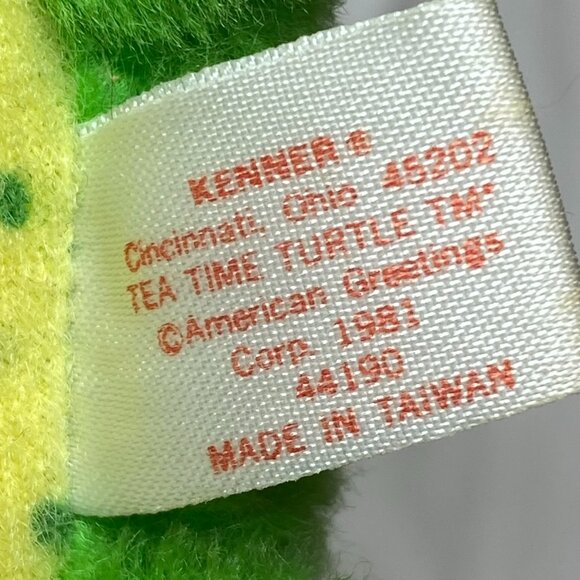 KENNER®
Cincinnati, Ohio 45202
TEA TIME TURTLE TM*
©American Greetings
Corp. 1981
44190
MADE IN TAIWAN